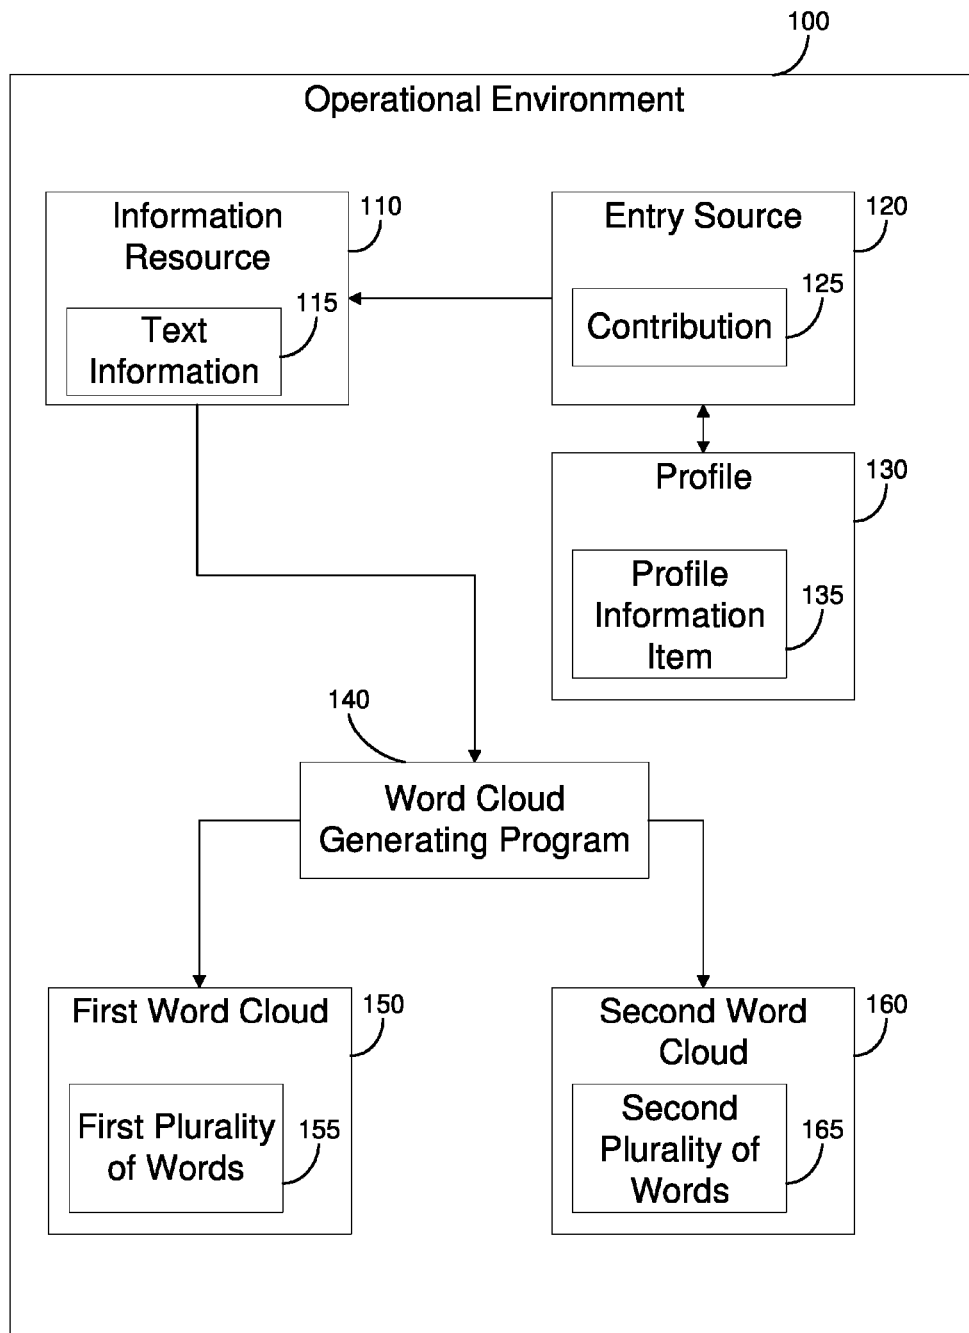 100
Operational Environment
Information
Resource
110
Text
Information
115
Entry Source
120
Contribution
125
Profile
130
Profile
Information
Item
135
140
Word Cloud
Generating Program
First Word Cloud
150
First Plurality
of Words
155
Second Word
Cloud
160
Second
Plurality of
Words
165